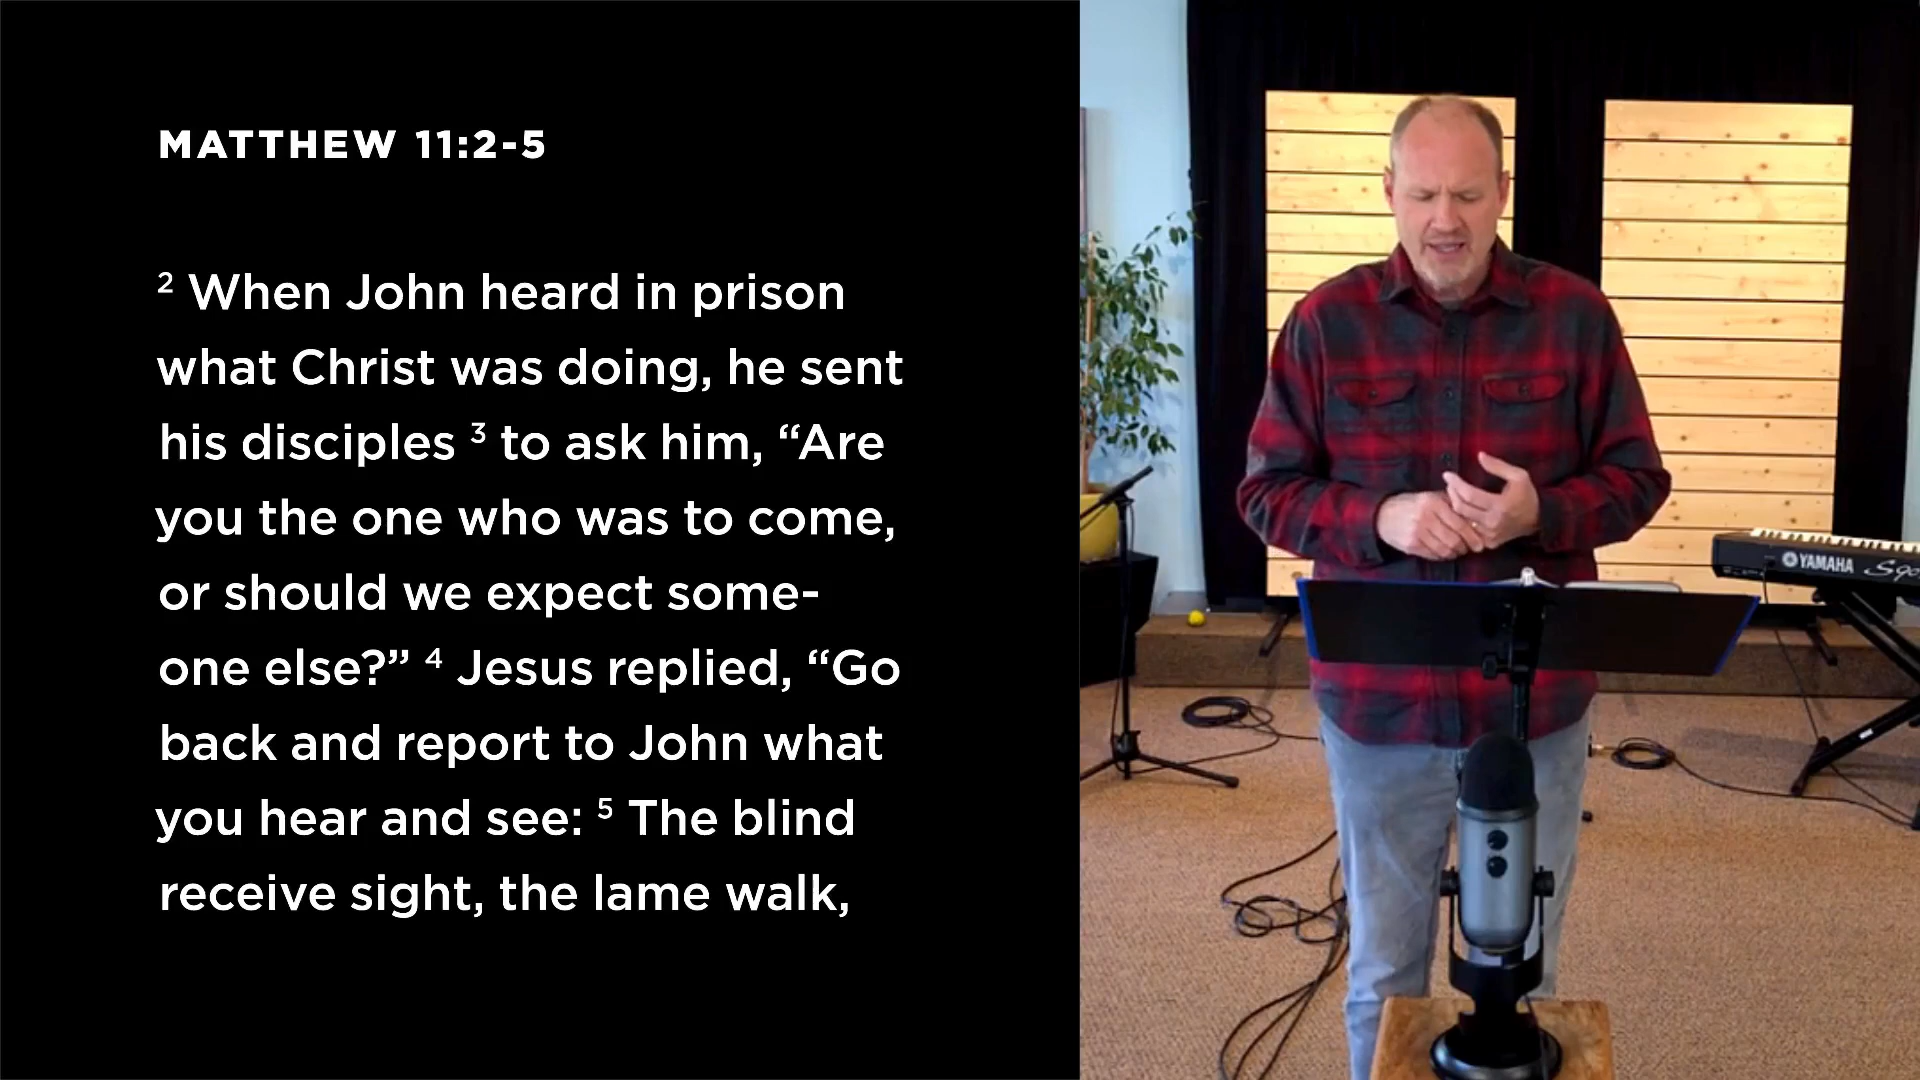 MATTHEW 11:2-5
² When John heard in prison
what Christ was doing, he sent
his disciples ³ to ask him, “Are
you the one who was to come,
or should we expect some-
one else?” ⁴ Jesus replied, “Go
back and report to John what
you hear and see: ⁵ The blind
receive sight, the lame walk,
YAMAHA S90